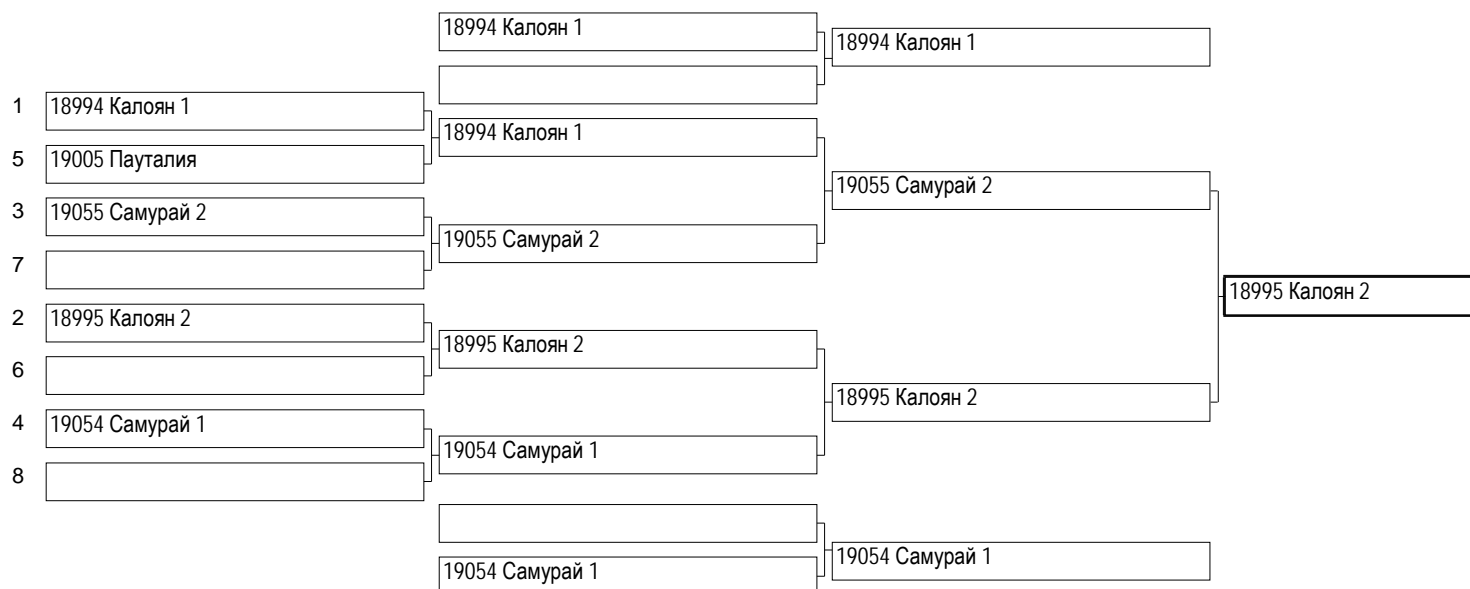 18994 Калоян 1
18994 Калоян 1
1 18994 Калоян 1
18994 Калоян 1
5 19005 Пауталия
19055 Самурай 2
3 19055 Самурай 2
19055 Самурай 2
7
18995 Калоян 2
2 18995 Калоян 2
18995 Калоян 2
6
18995 Калоян 2
4 19054 Самурай 1
19054 Самурай 1
8
19054 Самурай 1
19054 Самурай 1